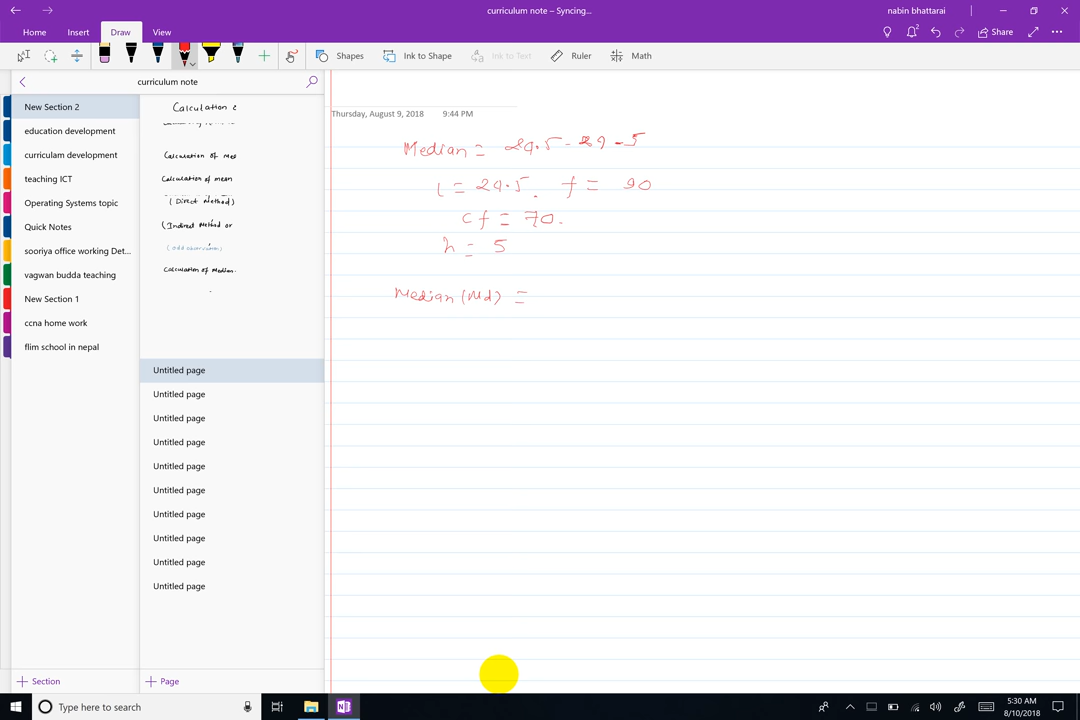 curriculum note – Syncing...
nabin bhattarai
Home Insert Draw View
Share
Shapes Ink to Shape Ink to Text Ruler Math
curriculum note
New Section 2
education development
curriculam development
teaching ICT
Operating Systems topic
Quick Notes
sooriya office working Det...
vagwan budda teaching
New Section 1
ccna home work
flim school in nepal
Calculation
Calculation of Med
Calculation of mean
(Direct Method)
(Indirect Method or
(odd observation)
Calculation of Median.
Untitled page
Untitled page
Untitled page
Untitled page
Untitled page
Untitled page
Untitled page
Untitled page
Untitled page
Untitled page
Section
Page
Thursday, August 9, 2018 9:44 PM
Median = 24.5 - 29.5
l = 24.5. f = 90
cf = 70.
h = 5
Median (Md) =
Type here to search
5:30 AM
8/10/2018